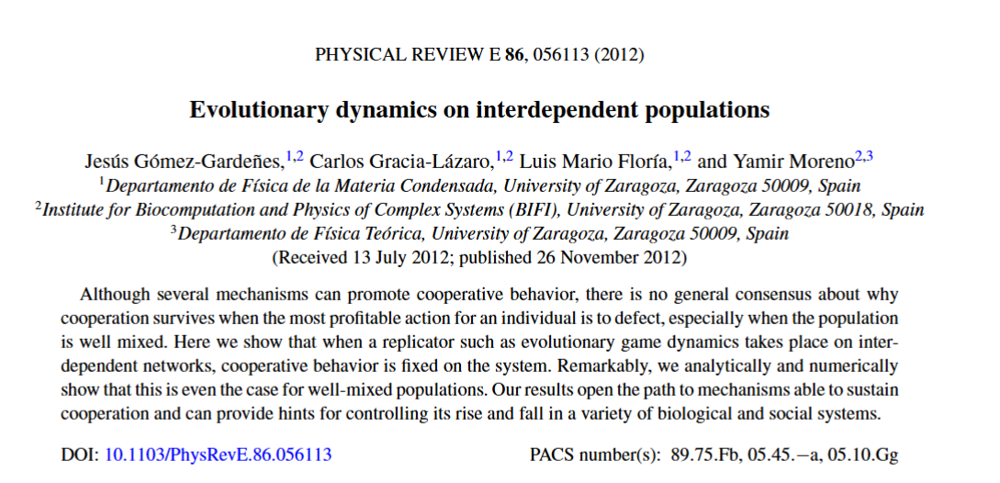 PHYSICAL REVIEW E 86, 056113 (2012)
Evolutionary dynamics on interdependent populations
Jesús Gómez-Gardeñes,1,2 Carlos Gracia-Lázaro,1,2 Luis Mario Floría,1,2 and Yamir Moreno2,3
1Departamento de Física de la Materia Condensada, University of Zaragoza, Zaragoza 50009, Spain
2Institute for Biocomputation and Physics of Complex Systems (BIFI), University of Zaragoza, Zaragoza 50018, Spain
3Departamento de Física Teórica, University of Zaragoza, Zaragoza 50009, Spain
(Received 13 July 2012; published 26 November 2012)
Although several mechanisms can promote cooperative behavior, there is no general consensus about why
cooperation survives when the most profitable action for an individual is to defect, especially when the population
is well mixed. Here we show that when a replicator such as evolutionary game dynamics takes place on inter-
dependent networks, cooperative behavior is fixed on the system. Remarkably, we analytically and numerically
show that this is even the case for well-mixed populations. Our results open the path to mechanisms able to sustain
cooperation and can provide hints for controlling its rise and fall in a variety of biological and social systems.
DOI: 10.1103/PhysRevE.86.056113 PACS number(s): 89.75.Fb, 05.45.−a, 05.10.Gg